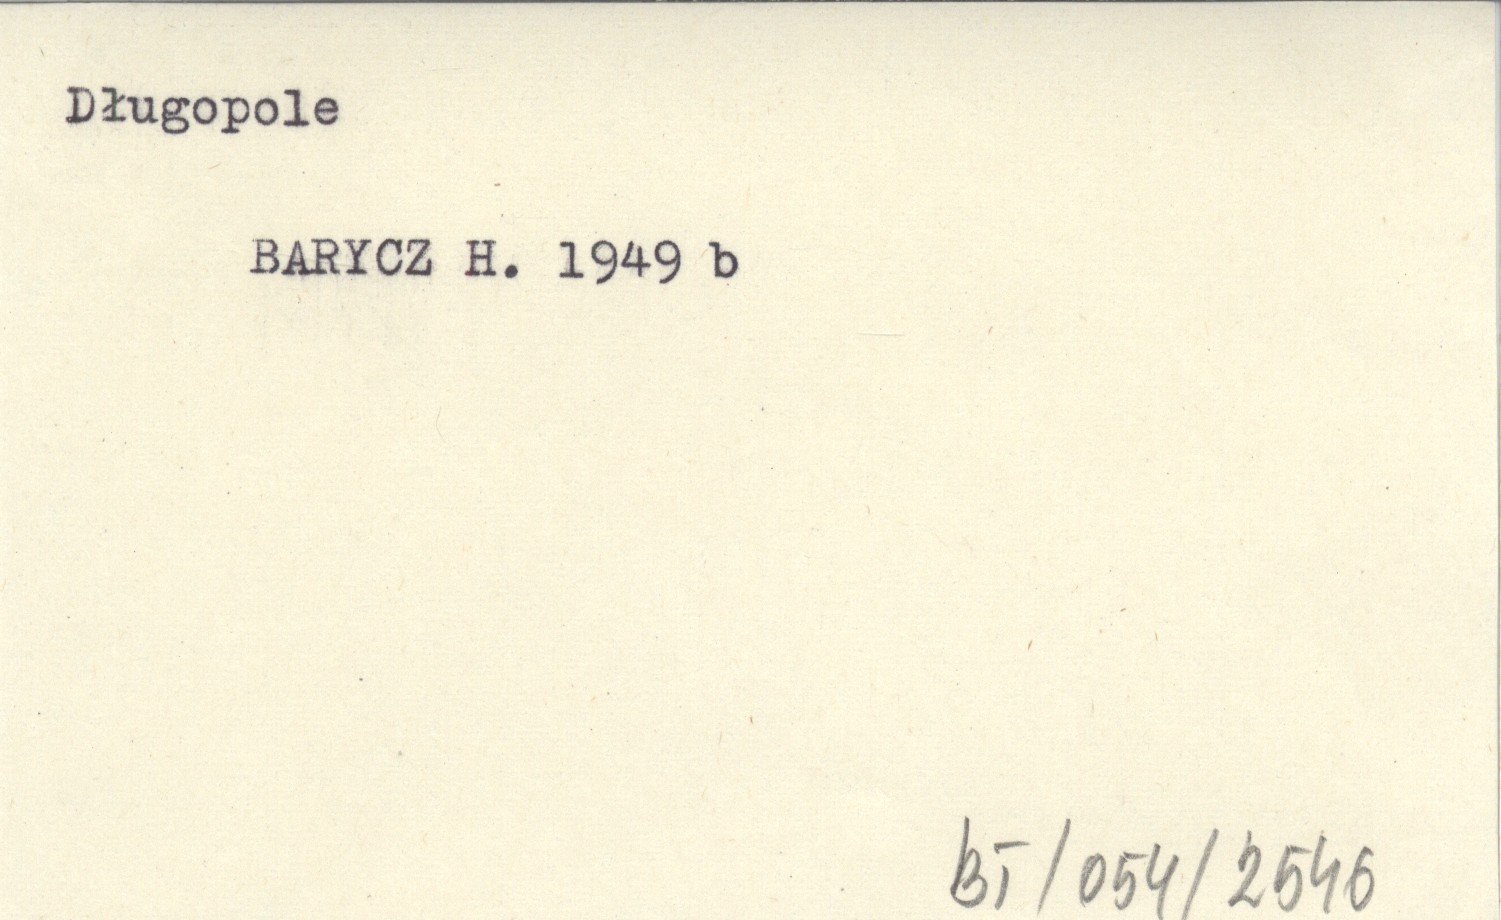 Długopole
BARYCZ H. 1949 b
BI/054/2546